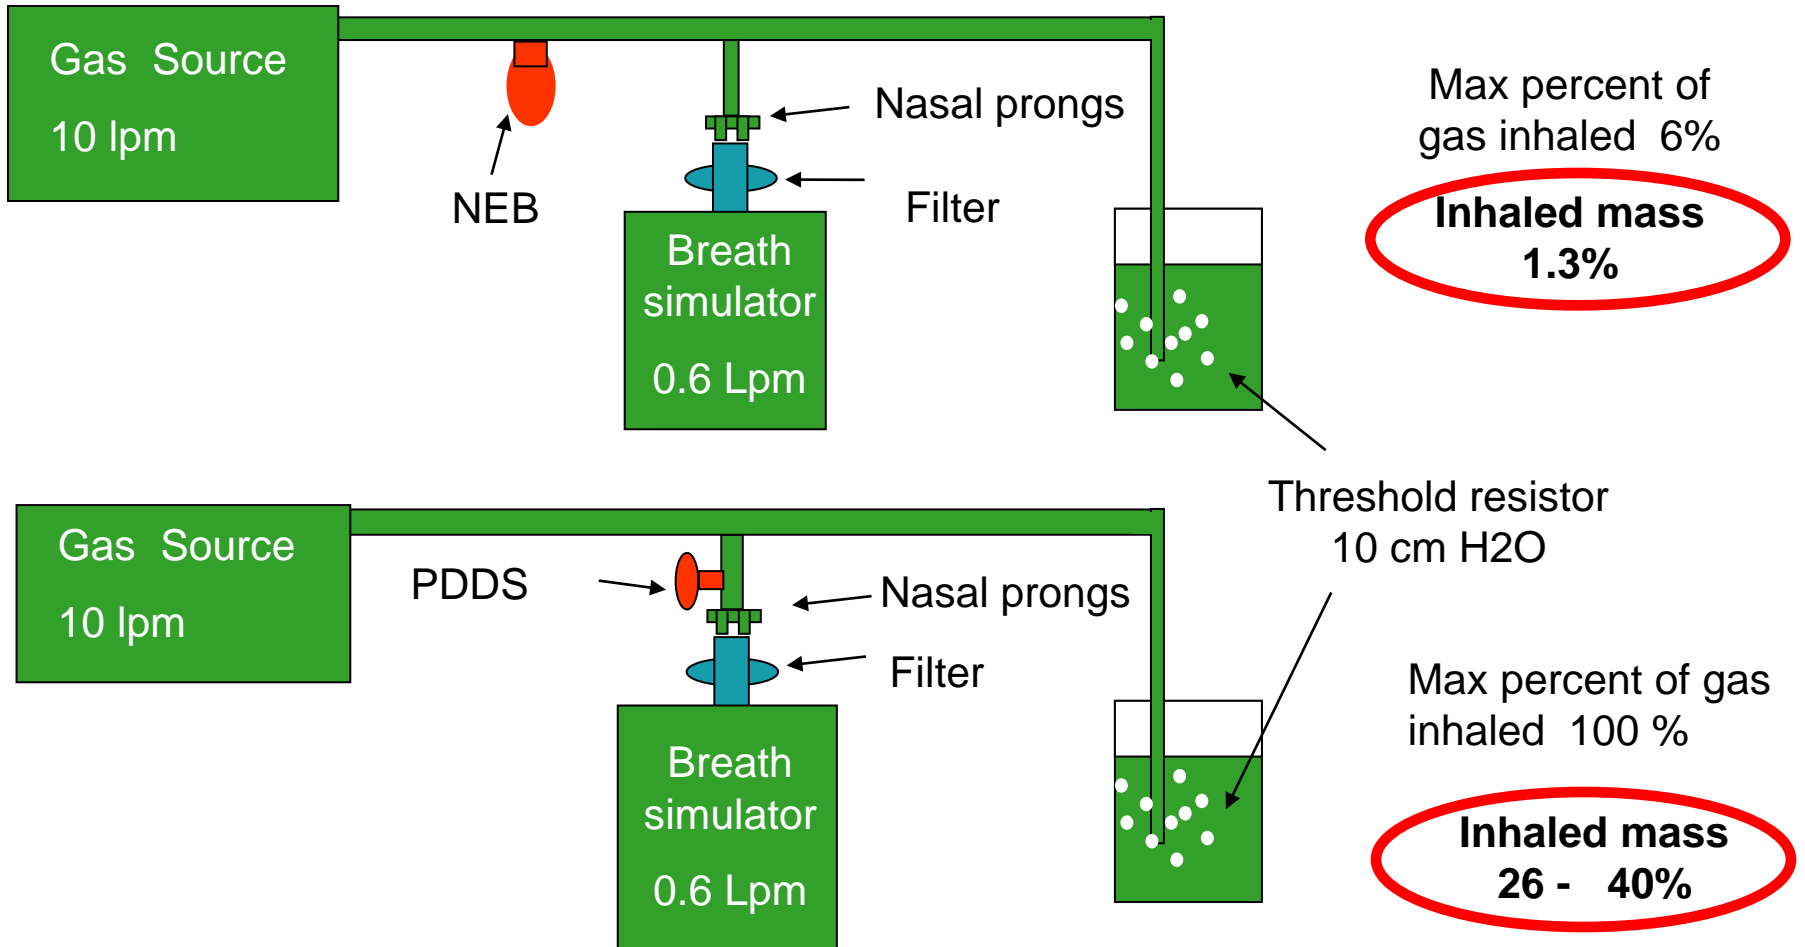 Gas Source
10 lpm
NEB
Nasal prongs
Filter
Breath
simulator
0.6 Lpm
Max percent of
gas inhaled 6%
Inhaled mass
1.3%
Threshold resistor
10 cm H2O
Gas Source
10 lpm
PDDS
Nasal prongs
Filter
Breath
simulator
0.6 Lpm
Max percent of gas
inhaled 100 %
Inhaled mass
26 - 40%